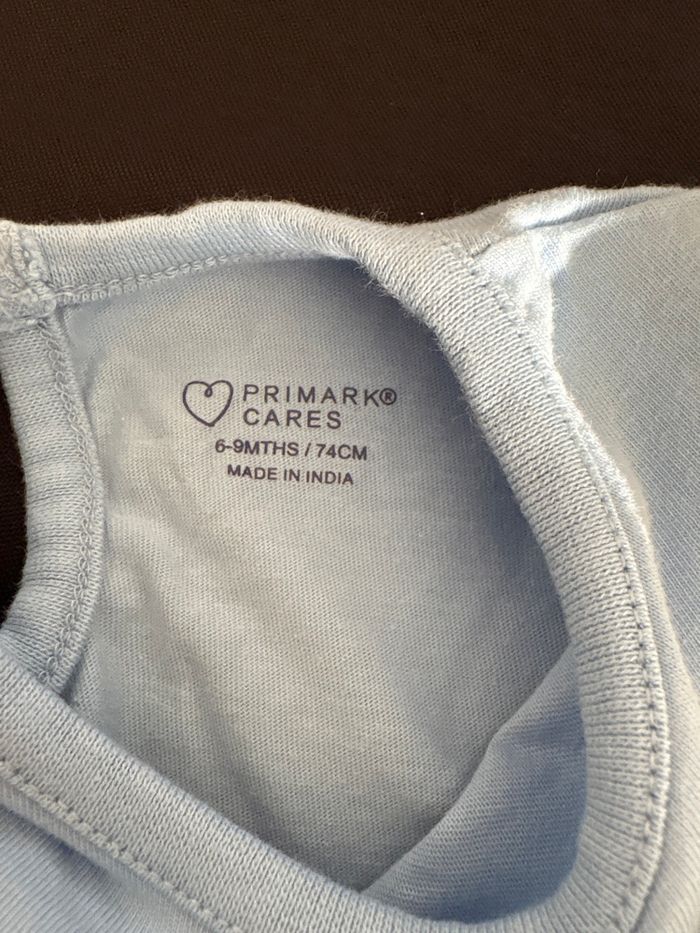 PRIMARK®
CARES
6-9MTHS / 74CM
MADE IN INDIA